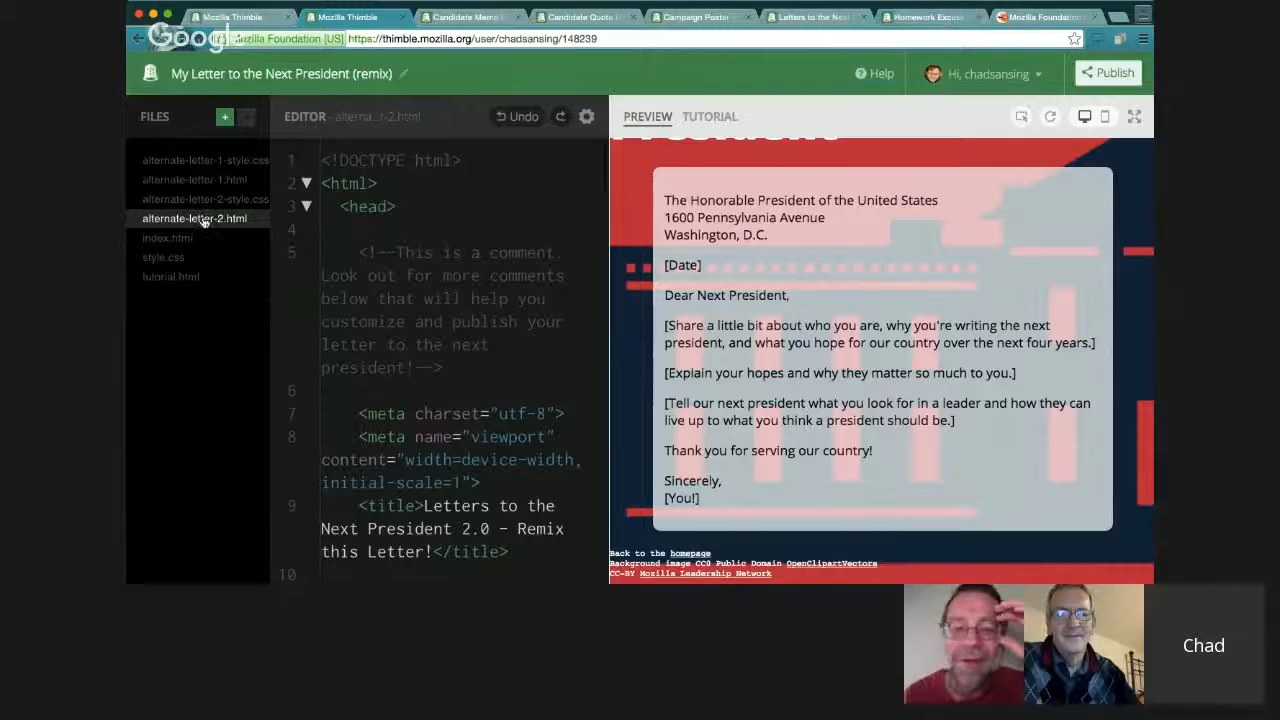 Mozilla Thimble
Mozilla Thimble
Candidate Meme
Candidate Quote
Campaign Poster
Letters to the Next
Homework Excuse
Mozilla Foundation
Google
Mozilla Foundation [US]
https://thimble.mozilla.org/user/chadsansing/148239
My Letter to the Next President (remix)
Help
Hi, chadsansing
Publish
FILES
EDITOR - alterna...r-2.html
Undo
PREVIEW
TUTORIAL
alternate-letter-1-style.css
alternate-letter-1.html
alternate-letter-2-style.css
alternate-letter-2.html
index.html
style.css
tutorial.html
1 <!DOCTYPE html>
2 <html>
3 <head>
4
5 <!--This is a comment.
Look out for more comments
below that will help you
customize and publish your
letter to the next
president!-->
6
7 <meta charset="utf-8">
8 <meta name="viewport"
content="width=device-width,
initial-scale=1">
9 <title>Letters to the
Next President 2.0 - Remix
this Letter!</title>
10
President
The Honorable President of the United States
1600 Pennsylvania Avenue
Washington, D.C.
[Date]
Dear Next President,
[Share a little bit about who you are, why you're writing the next
president, and what you hope for our country over the next four years.]
[Explain your hopes and why they matter so much to you.]
[Tell our next president what you look for in a leader and how they can
live up to what you think a president should be.]
Thank you for serving our country!
Sincerely,
[You!]
Back to the homepage
Background image CC0 Public Domain OpenClipartVectors
CC-BY Mozilla Leadership Network
Chad